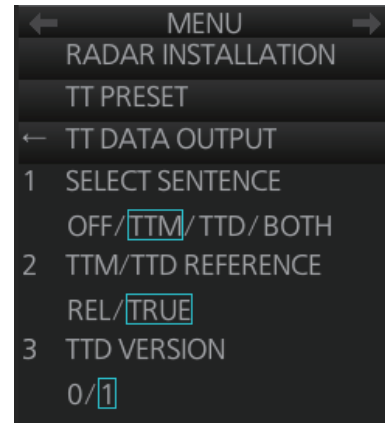 ← MENU →
RADAR INSTALLATION
TT PRESET
← TT DATA OUTPUT
1 SELECT SENTENCE
OFF/TTM/TTD/BOTH
2 TTM/TTD REFERENCE
REL/TRUE
3 TTD VERSION
0/1